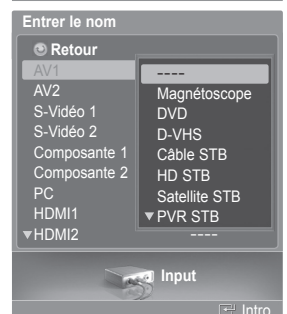 Entrer le nom
Retour
AV1
AV2
S-Vidéo 1
S-Vidéo 2
Composante 1
Composante 2
PC
HDMI1
▼HDMI2
----
Magnétoscope
DVD
D-VHS
Câble STB
HD STB
Satellite STB
▼PVR STB
----
Input
Intro